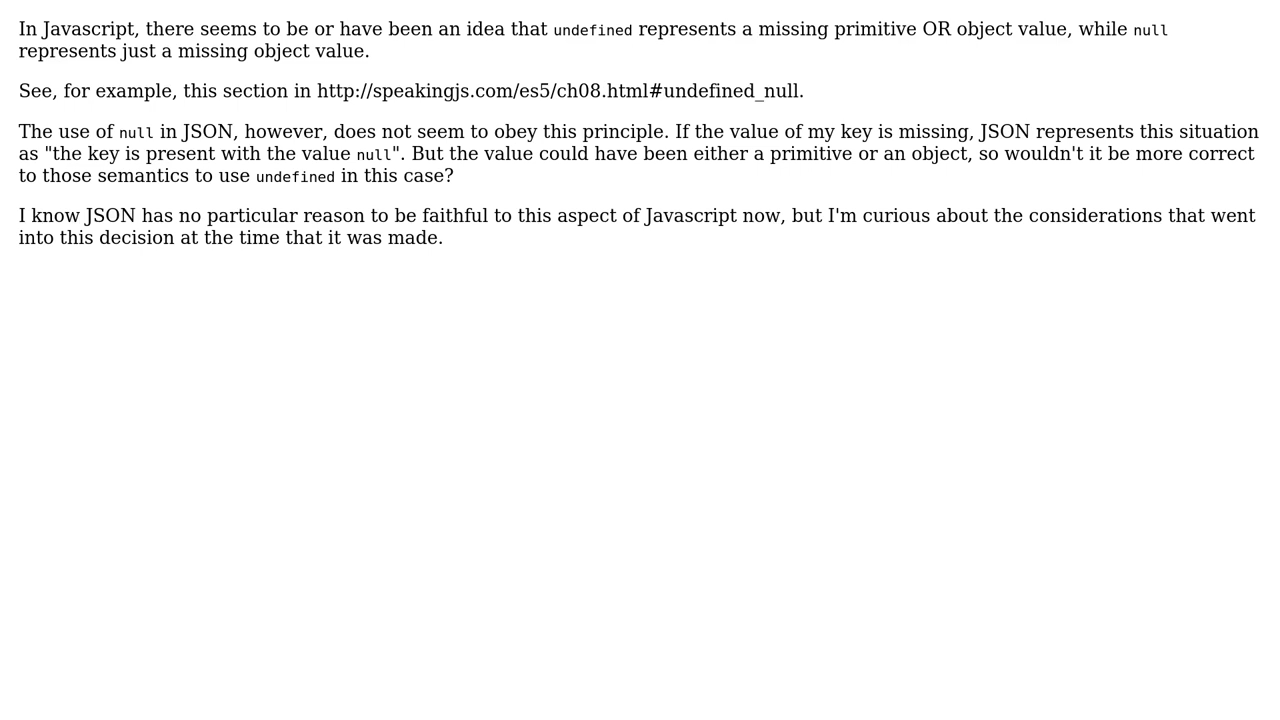 In Javascript, there seems to be or have been an idea that undefined represents a missing primitive OR object value, while null
represents just a missing object value.
See, for example, this section in http://speakingjs.com/es5/ch08.html#undefined_null.
The use of null in JSON, however, does not seem to obey this principle. If the value of my key is missing, JSON represents this situation
as "the key is present with the value null". But the value could have been either a primitive or an object, so wouldn't it be more correct
to those semantics to use undefined in this case?
I know JSON has no particular reason to be faithful to this aspect of Javascript now, but I'm curious about the considerations that went
into this decision at the time that it was made.